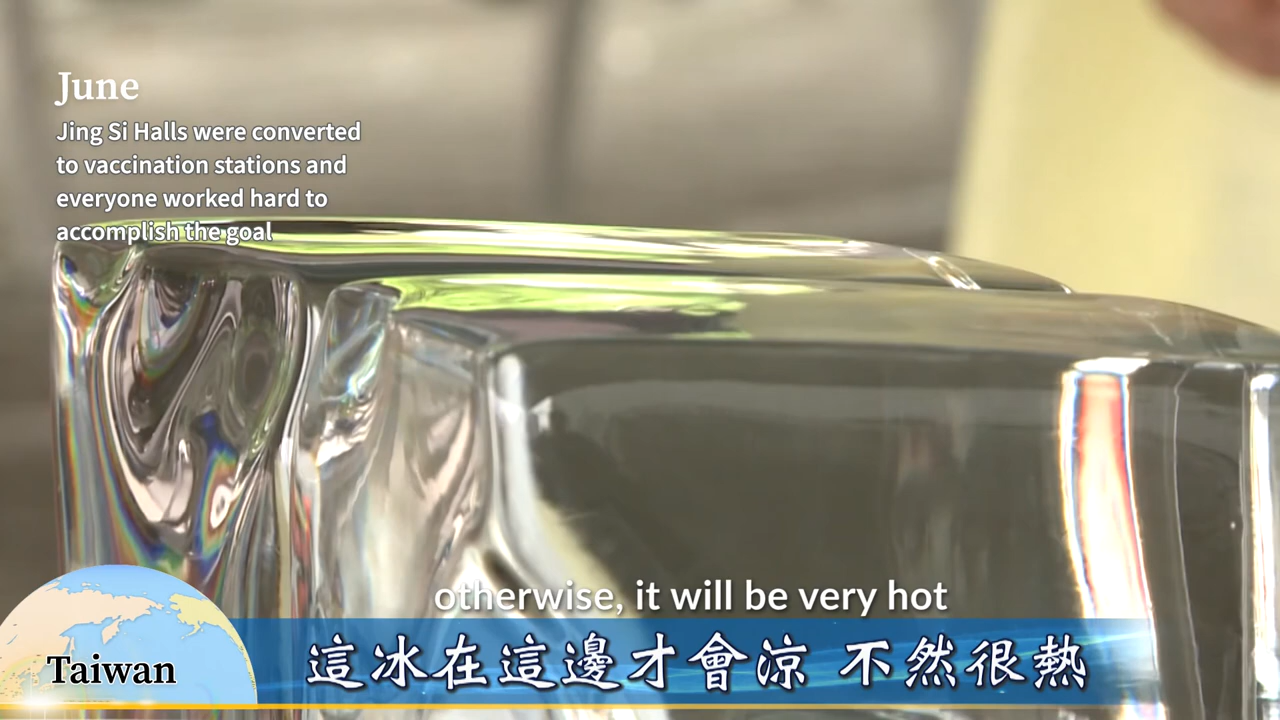 June
Jing Si Halls were converted
to vaccination stations and
everyone worked hard to
accomplish the goal
otherwise, it will be very hot
這冰在這邊才會涼 不然很熱
Taiwan